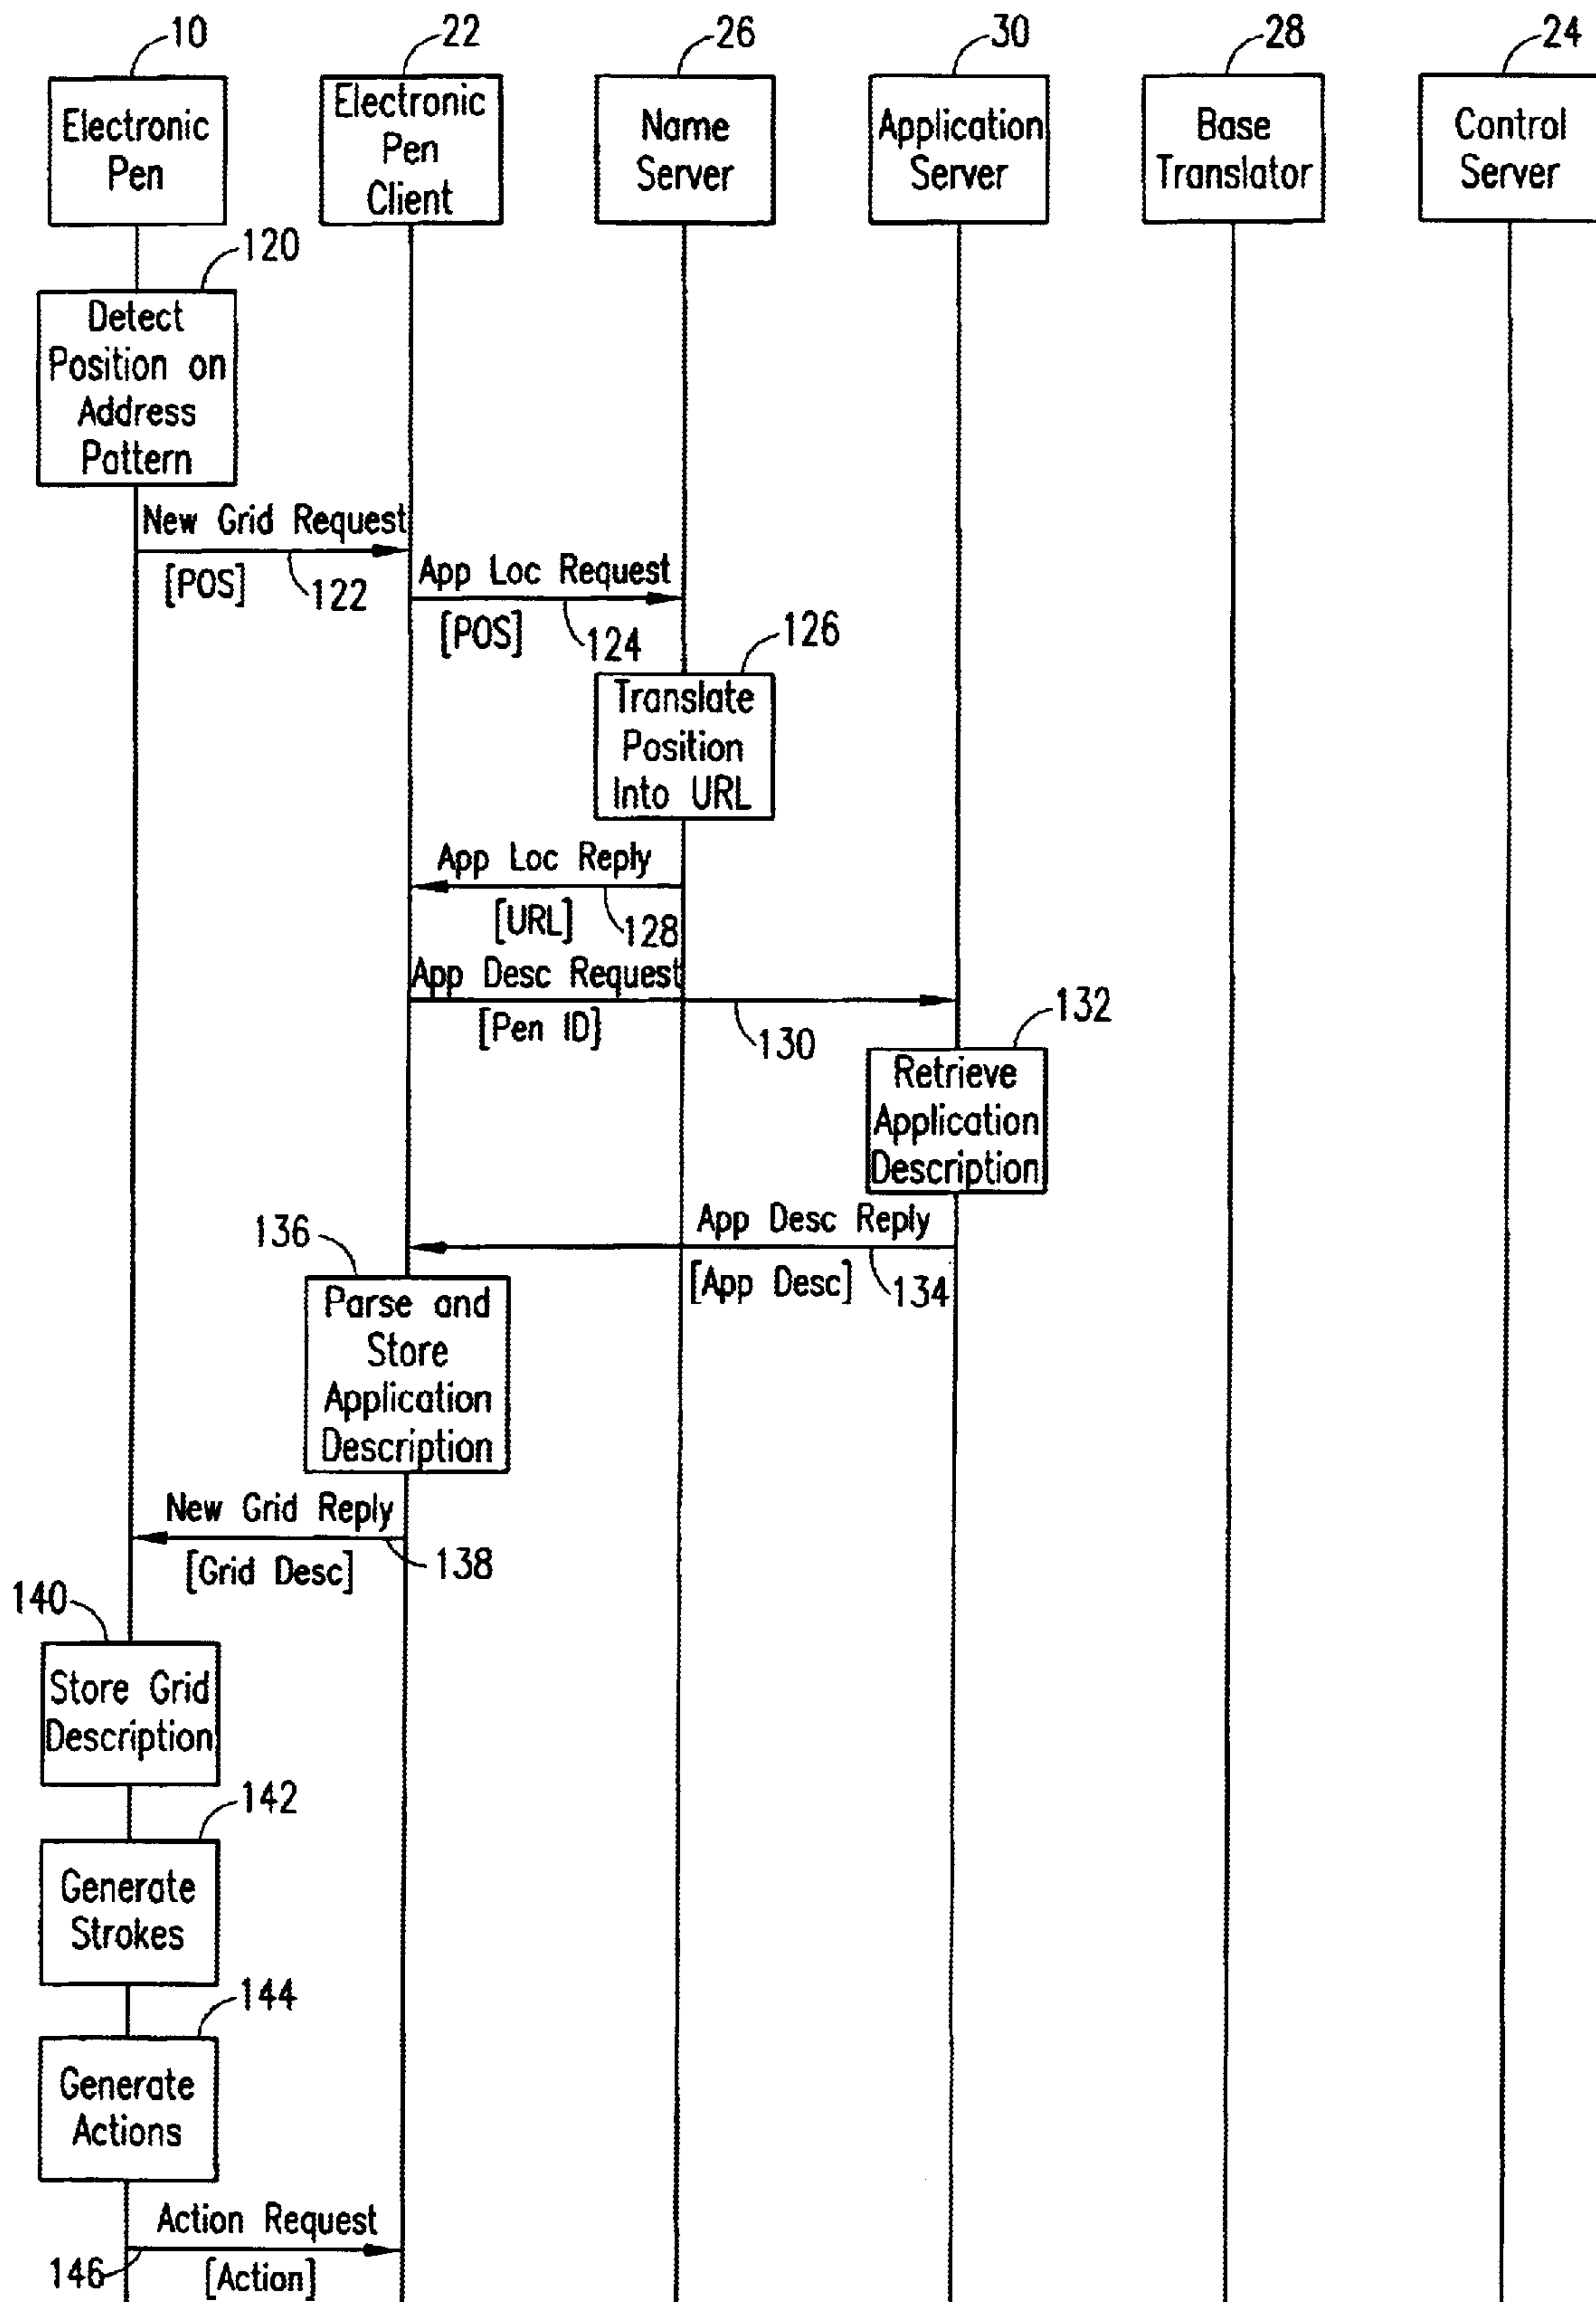 10
22
26
30
28
24
Electronic
Pen
Electronic
Pen
Client
Name
Server
Application
Server
Base
Translator
Control
Server
120
Detect
Position on
Address
Pattern
New Grid Request
[POS]
122
App Loc Request
[POS]
124
126
Translate
Position
Into URL
App Loc Reply
[URL]
128
App Desc Request
[Pen ID]
130
132
Retrieve
Application
Description
App Desc Reply
[App Desc]
134
136
Parse and
Store
Application
Description
New Grid Reply
[Grid Desc]
138
140
Store Grid
Description
142
Generate
Strokes
144
Generate
Actions
Action Request
146
[Action]